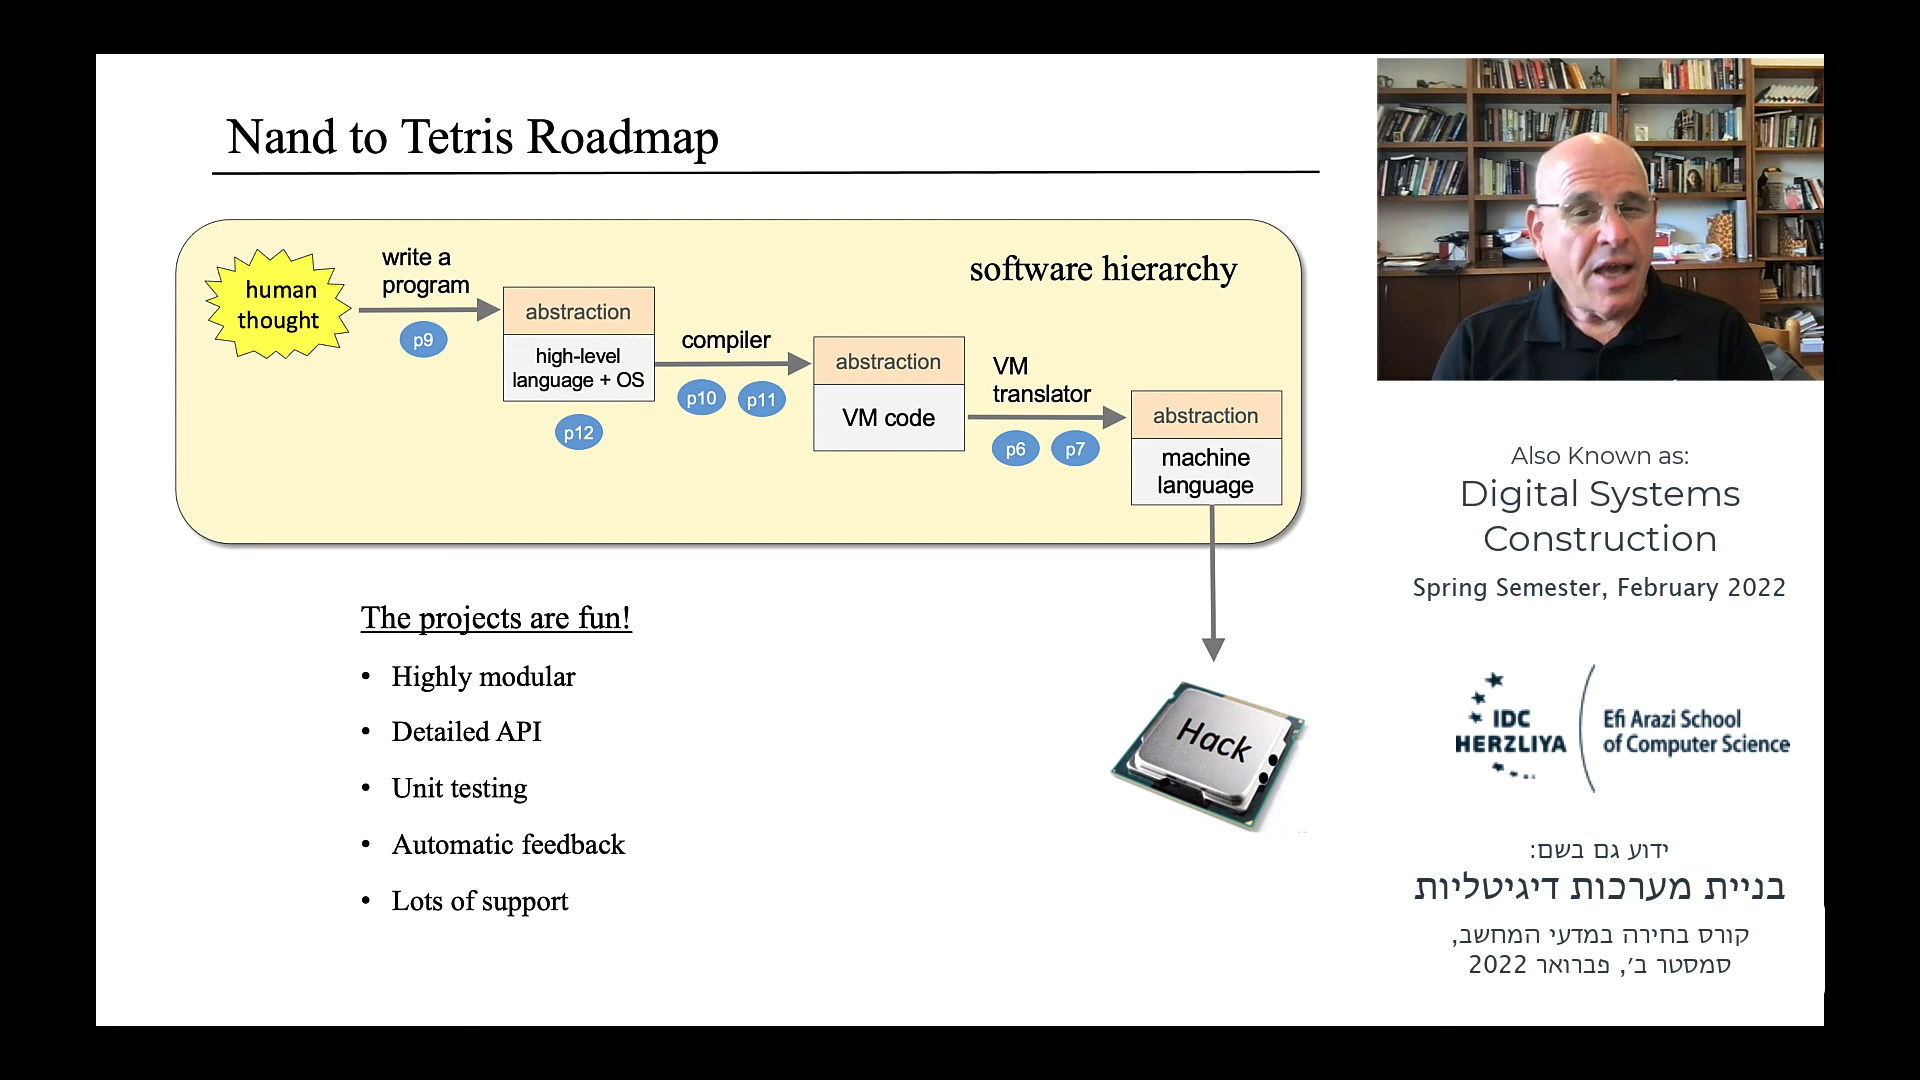 Nand to Tetris Roadmap
software hierarchy
human
thought
write a
program
p9
abstraction
high-level
language + OS
p12
compiler
p10
p11
abstraction
VM code
VM
translator
p6
p7
abstraction
machine
language
The projects are fun!
• Highly modular
• Detailed API
• Unit testing
• Automatic feedback
• Lots of support
Hack
Also Known as:
Digital Systems
Construction
Spring Semester, February 2022
IDC
HERZLIYA
Efi Arazi School
of Computer Science
ידוע גם בשם:
בניית מערכות דיגיטליות
קורס בחירה במדעי המחשב,
סמסטר ב׳, פברואר 2022